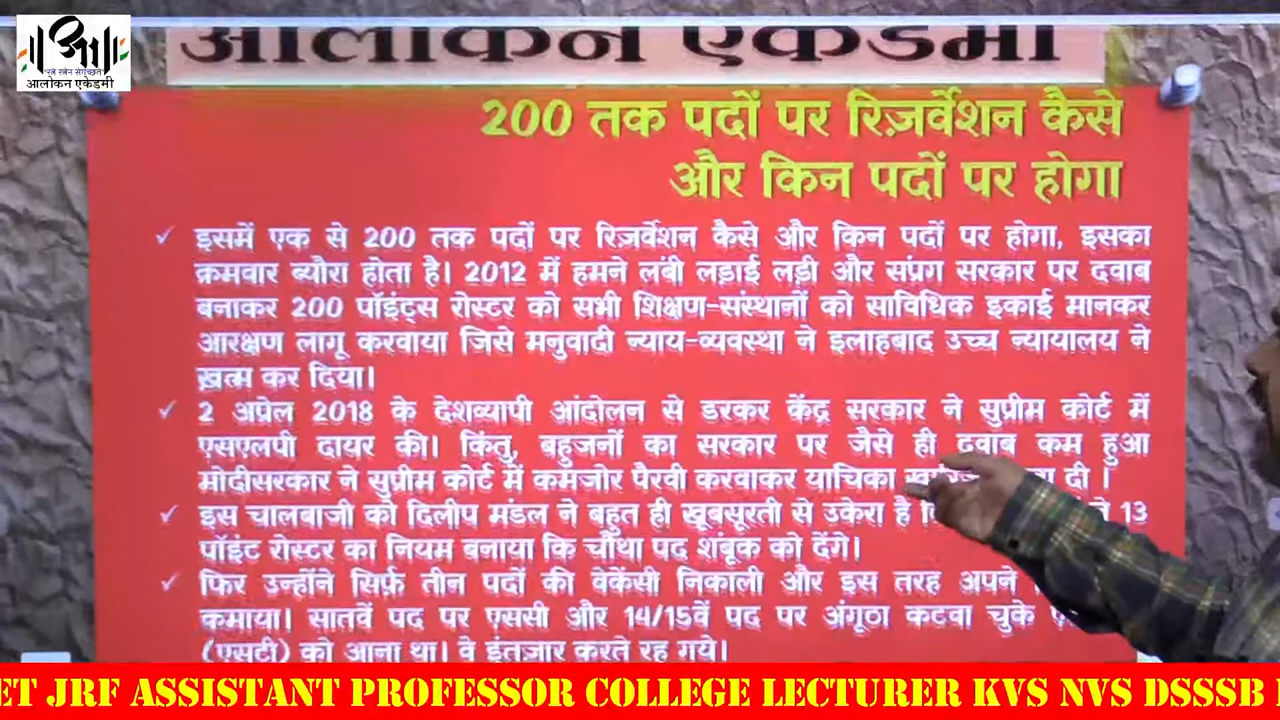 आलोकन एकेडमी
रत्ने रत्नेन संगच्छते
आलोकन एकेडमी
200 तक पदों पर रिज़र्वेशन कैसे
और किन पदों पर होगा
✓ इसमें एक से 200 तक पदों पर रिज़र्वेशन कैसे और किन पदों पर होगा, इसका
क्रमवार ब्यौरा होता है। 2012 में हमने लंबी लड़ाई लड़ी और संप्रग सरकार पर दवाब
बनाकर 200 पॉइंट्स रोस्टर को सभी शिक्षण-संस्थानों को साविधिक इकाई मानकर
आरक्षण लागू करवाया जिसे मनुवादी न्याय-व्यवस्था ने इलाहबाद उच्च न्यायालय ने
ख़त्म कर दिया।
✓ 2 अप्रेल 2018 के देशव्यापी आंदोलन से डरकर केंद्र सरकार ने सुप्रीम कोर्ट में
एसएलपी दायर की। किंतु, बहुजनों का सरकार पर जैसे ही दवाब कम हुआ
मोदीसरकार ने सुप्रीम कोर्ट में कमजोर पैरवी करवाकर याचिका दी ।
✓ इस चालबाजी को दिलीप मंडल ने बहुत ही खूबसूरती से उकेरा है 13
पॉइंट रोस्टर का नियम बनाया कि चौथा पद शंबूक को देंगे।
✓ फिर उन्होंने सिर्फ़ तीन पदों की वेकेंसी निकाली और इस तरह अपने
कमाया। सातवें पद पर एससी और 14/15वें पद पर अंगूठा कटवा चुके
(एसटी) को आना था। वे इंतज़ार करते रह गये।
ET JRF ASSISTANT PROFESSOR COLLEGE LECTURER KVS NVS DSSSB